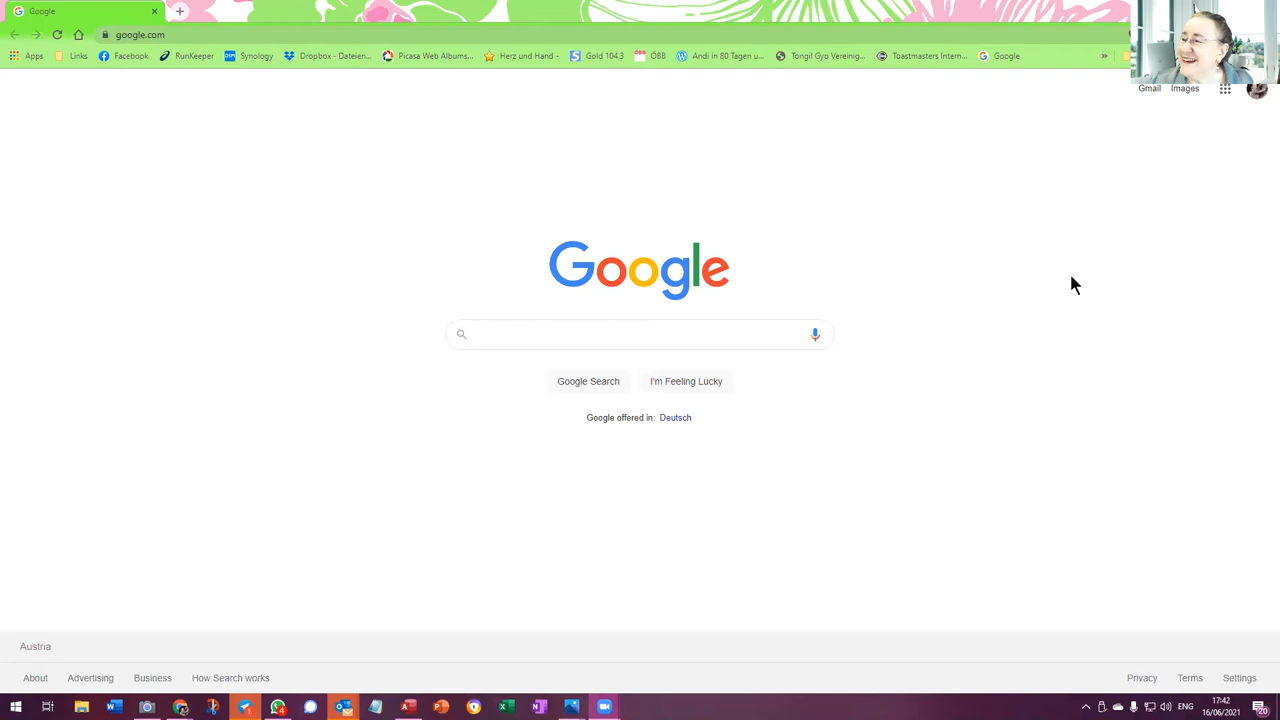 Google
google.com
Apps Links Facebook RunKeeper Synology Dropbox - Dateien... Picasa Web Albums... Herz und Hand - Gold 104.3 ÖBB Andi in 80 Tagen u... Tongil Gyo Vereinig... Toastmasters Intern... Google »
Gmail Images
Google
Google Search I'm Feeling Lucky
Google offered in: Deutsch
Austria
About Advertising Business How Search works Privacy Terms Settings
17:42
ENG
16/06/2021
20